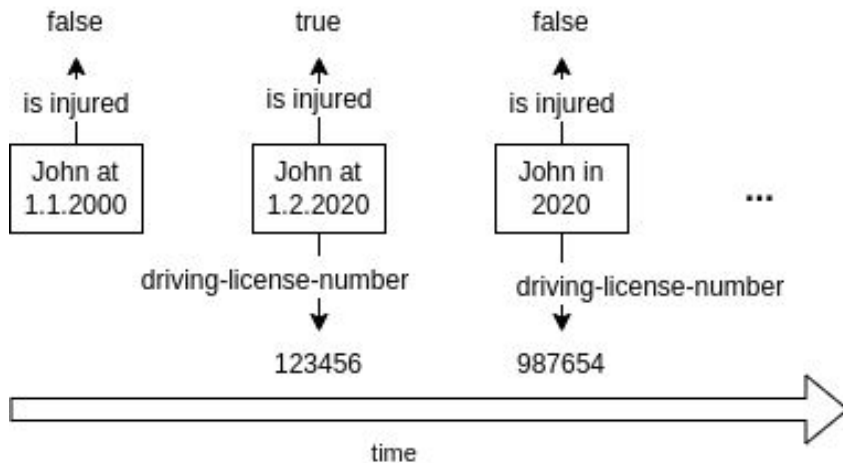 false true false
is injured is injured is injured
John at
1.1.2000
John at
1.2.2020
John in
2020
...
driving-license-number driving-license-number
123456 987654
time